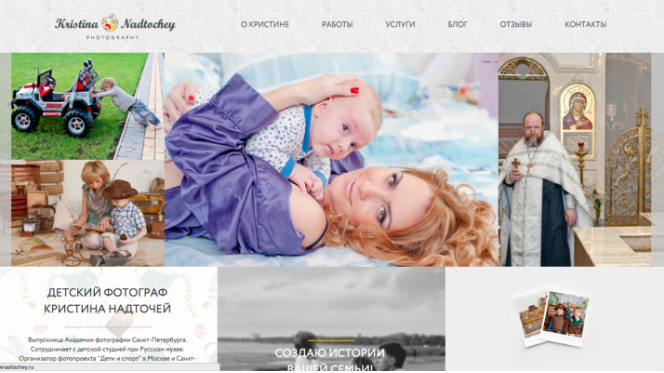 Kristina Nadtochey
PHOTOGRAPHY
О КРИСТИНЕ РАБОТЫ УСЛУГИ БЛОГ ОТЗЫВЫ КОНТАКТЫ
ДЕТСКИЙ ФОТОГРАФ
КРИСТИНА НАДТОЧЕЙ
Выпускница Академии фотографии Санкт-Петербурга.
Сотрудничает с детской студией при Русском музее.
Организатор фотопроекта "Дети и спорт" в Москве и Санкт-
СОЗДАЮ ИСТОРИИ
ВАШЕЙ СЕМЬИ!
knadtochey.ru